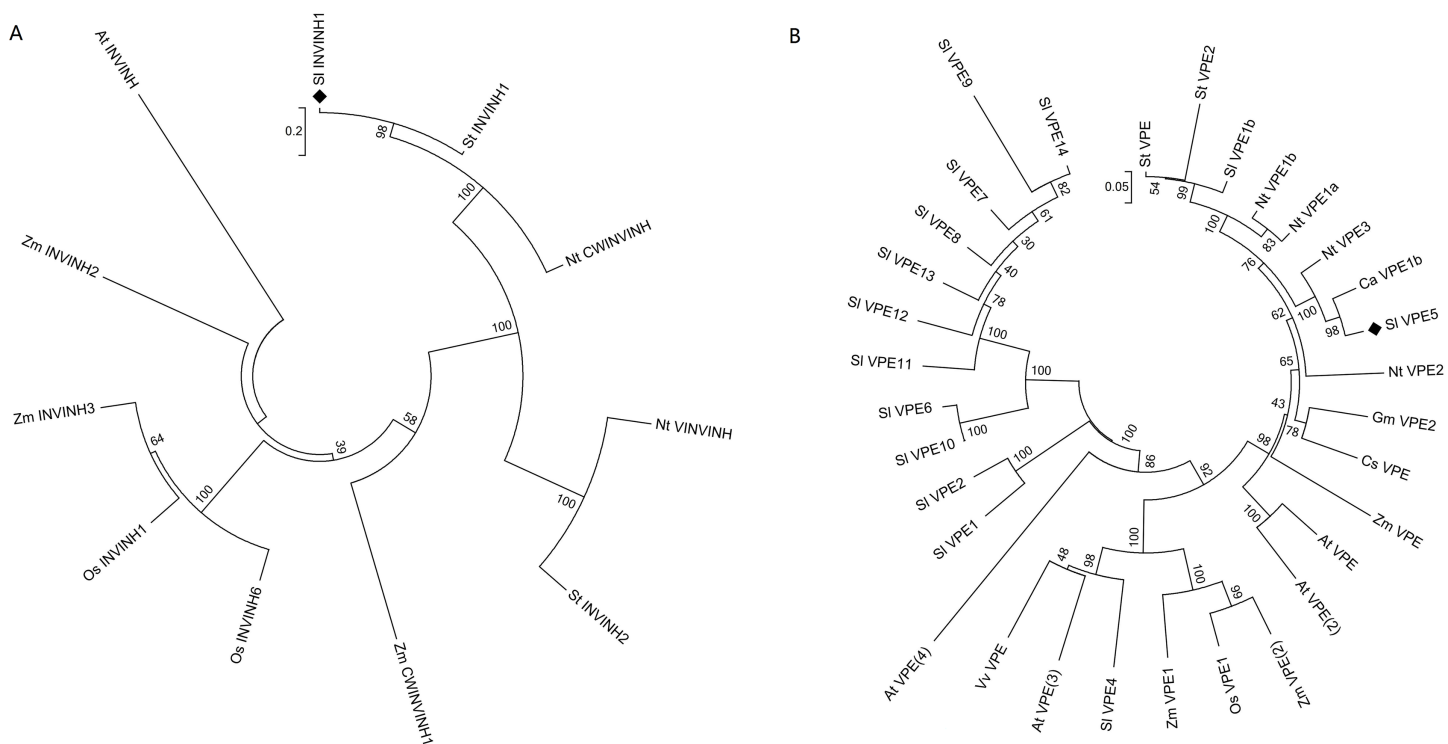 A
At INVINH
Sl INVINH1
0.2
98
St INVINH1
100
Nt CWINVINH
Zm INVINH2
100
Zm INVINH3
64
58
39
Nt VINVINH
100
100
Os INVINH1
Os INVINH6
St INVINH2
Zm CWINVINH1
B
Sl VPE9
Sl VPE14
St VPE
St VPE2
Sl VPE1b
Nt VPE1b
Nt VPE1a
0.05
54
99
82
Sl VPE7
61
100
83
Nt VPE3
Sl VPE8
30
76
Ca VPE1b
Sl VPE13
40
100
Sl VPE12
78
62
98
Sl VPE5
100
Sl VPE11
65
Nt VPE2
100
Sl VPE6
43
Gm VPE2
100
100
98
78
Sl VPE10
Cs VPE
100
86
92
Sl VPE2
100
Zm VPE
Sl VPE1
At VPE
100
48
98
At VPE(2)
100
99
At VPE(4)
Vv VPE
At VPE(3)
Sl VPE4
Zm VPE1
Os VPE1
Zm VPE(2)